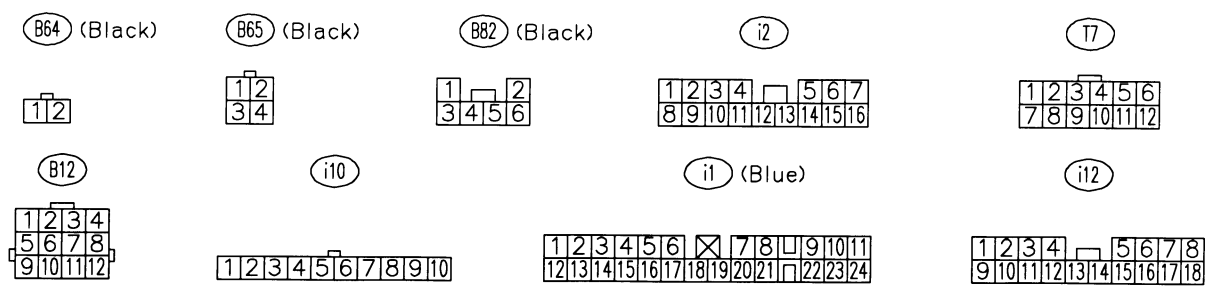 B64 (Black) B65 (Black) B82 (Black) i2 T7
1 2 1 2 1 2 1 2 3 4 5 6 7 1 2 3 4 5 6
3 4 3 4 5 6 8 9 10 11 12 13 14 15 16 7 8 9 10 11 12
B12 i10 i1 (Blue) i12
1 2 3 4
5 6 7 8 1 2 3 4 5 6 7 8 9 10 11 1 2 3 4 5 6 7 8
9 10 11 12 1 2 3 4 5 6 7 8 9 10 12 13 14 15 16 17 18 19 20 21 22 23 24 9 10 11 12 13 14 15 16 17 18